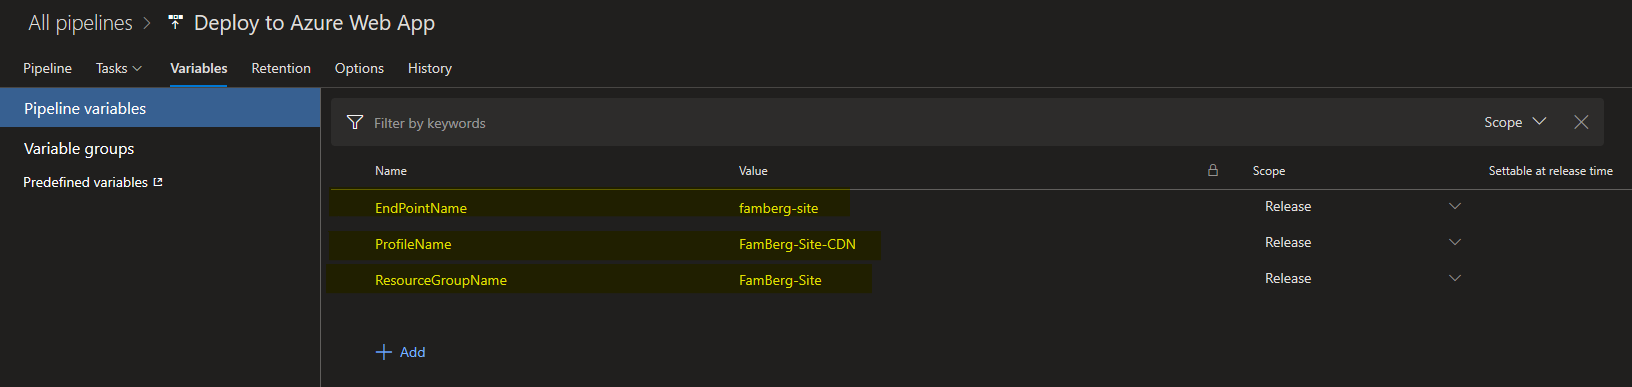 All pipelines > Deploy to Azure Web App
Pipeline Tasks Variables Retention Options History
Pipeline variables
Variable groups
Predefined variables
Filter by keywords Scope
Name Value Scope Settable at release time
EndPointName famberg-site Release
ProfileName FamBerg-Site-CDN Release
ResourceGroupName FamBerg-Site Release
+ Add